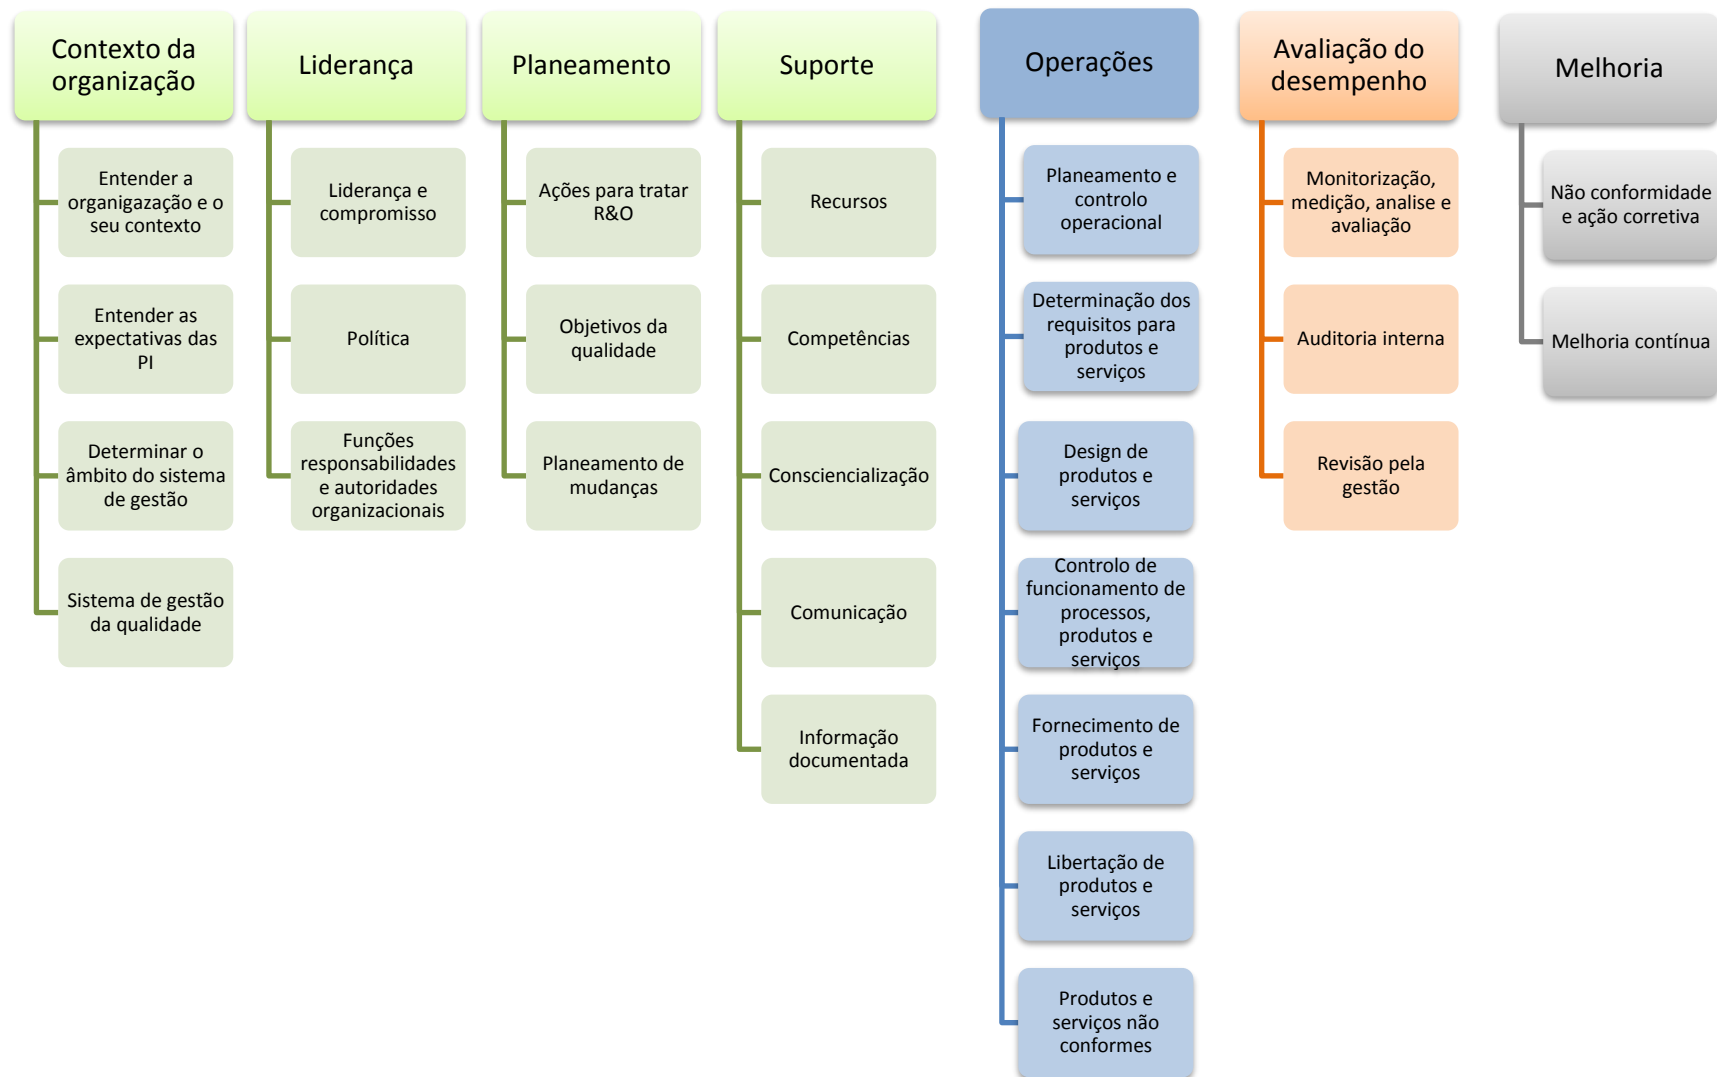 Contexto da
organização
Entender a
organigazação e o
seu contexto
Entender as
expectativas das
PI
Determinar o
âmbito do sistema
de gestão
Sistema de gestão
da qualidade
Liderança
Liderança e
compromisso
Política
Funções
responsabilidades
e autoridades
organizacionais
Planeamento
Ações para tratar
R&O
Objetivos da
qualidade
Planeamento de
mudanças
Suporte
Recursos
Competências
Consciencialização
Comunicação
Informação
documentada
Operações
Planeamento e
controlo
operacional
Determinação dos
requisitos para
produtos e
serviços
Design de
produtos e
serviços
Controlo de
funcionamento de
processos,
produtos e
serviços
Fornecimento de
produtos e
serviços
Libertação de
produtos e
serviços
Produtos e
serviços não
conformes
Avaliação do
desempenho
Monitorização,
medição, analise e
avaliação
Auditoria interna
Revisão pela
gestão
Melhoria
Não conformidade
e ação corretiva
Melhoria contínua